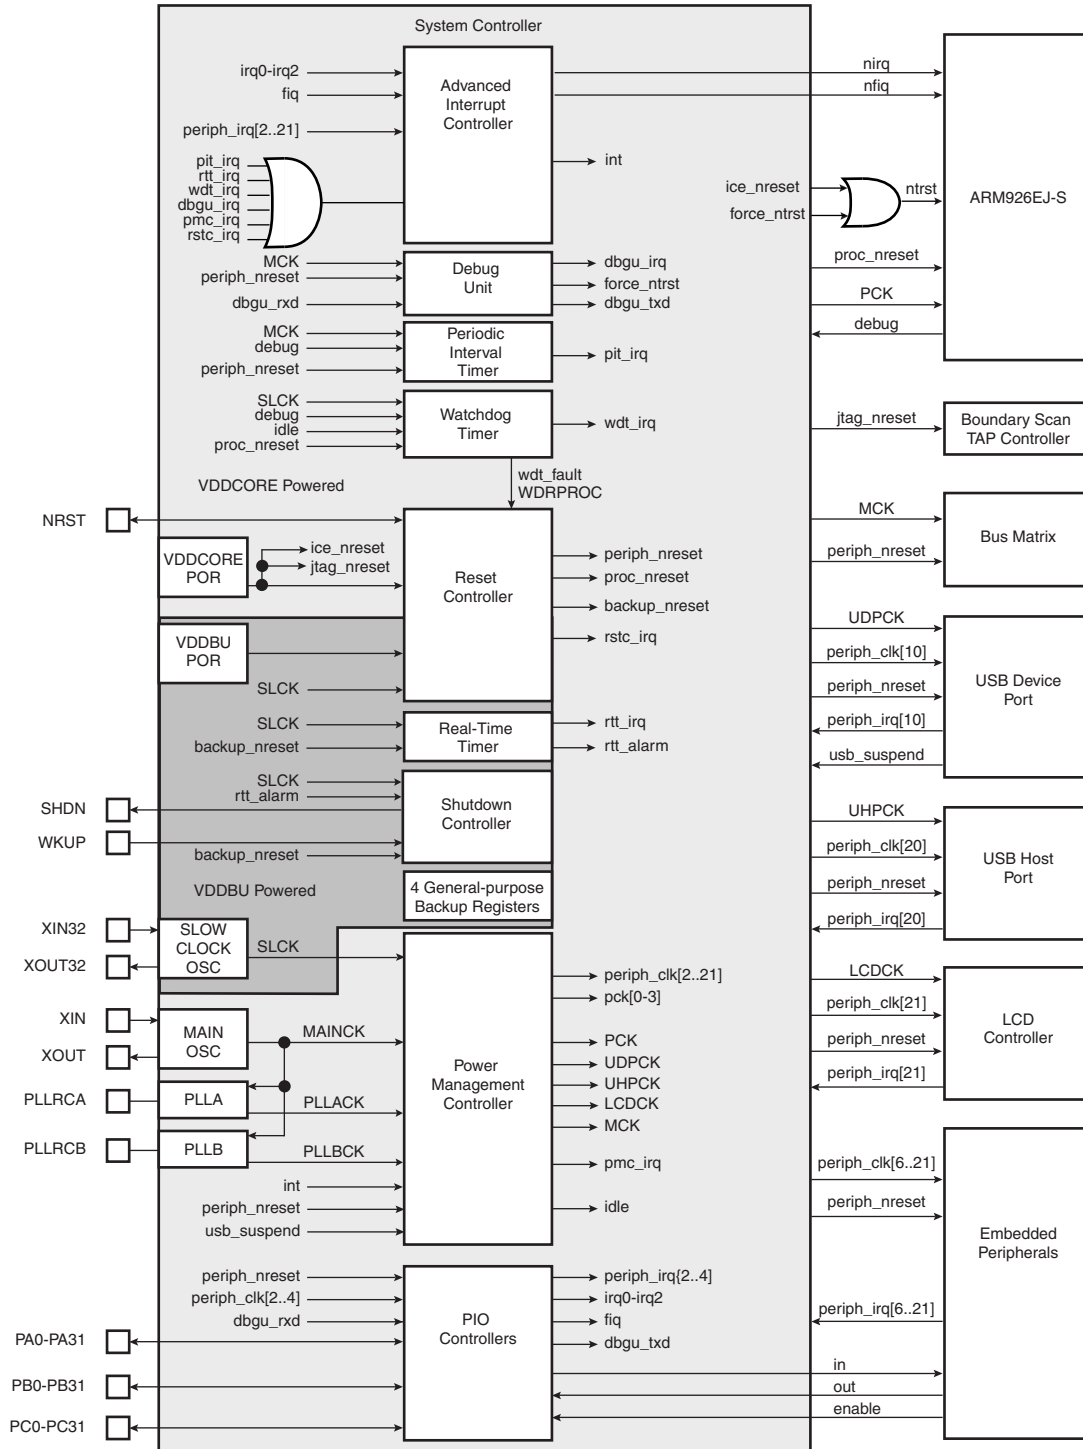 System Controller
irq0-irq2
fiq
periph_irq[2..21]
pit_irq
rtt_irq
wdt_irq
dbgu_irq
pmc_irq
rstc_irq
Advanced
Interrupt
Controller
int
nirq
nfiq
ice_nreset
force_ntrst
ntrst
proc_nreset
PCK
debug
ARM926EJ-S
MCK
periph_nreset
dbgu_rxd
Debug
Unit
dbgu_irq
force_ntrst
dbgu_txd
MCK
debug
periph_nreset
Periodic
Interval
Timer
pit_irq
SLCK
debug
idle
proc_nreset
Watchdog
Timer
wdt_irq
jtag_nreset
Boundary Scan
TAP Controller
wdt_fault
WDRPROC
VDDCORE Powered
NRST
VDDCORE
POR
ice_nreset
jtag_nreset
Reset
Controller
periph_nreset
proc_nreset
backup_nreset
rstc_irq
MCK
periph_nreset
Bus Matrix
VDDBU
POR
SLCK
UDPCK
periph_clk[10]
periph_nreset
periph_irq[10]
usb_suspend
USB Device
Port
SLCK
backup_nreset
Real-Time
Timer
rtt_irq
rtt_alarm
SLCK
rtt_alarm
SHDN
WKUP
backup_nreset
Shutdown
Controller
UHPCK
periph_clk[20]
periph_nreset
periph_irq[20]
USB Host
Port
VDDBU Powered
4 General-purpose
Backup Registers
XIN32
XOUT32
SLOW
CLOCK
OSC
SLCK
XIN
XOUT
MAIN
OSC
MAINCK
PLLRCA
PLLA
PLLACK
PLLRCB
PLLB
PLLBCK
int
periph_nreset
usb_suspend
Power
Management
Controller
periph_clk[2..21]
pck[0-3]
PCK
UDPCK
UHPCK
LCDCK
MCK
pmc_irq
idle
LCDCK
periph_clk[21]
periph_nreset
periph_irq[21]
LCD
Controller
periph_clk[6..21]
periph_nreset
periph_irq[6..21]
in
out
enable
Embedded
Peripherals
periph_nreset
periph_clk[2..4]
dbgu_rxd
PA0-PA31
PB0-PB31
PC0-PC31
PIO
Controllers
periph_irq{2..4]
irq0-irq2
fiq
dbgu_txd